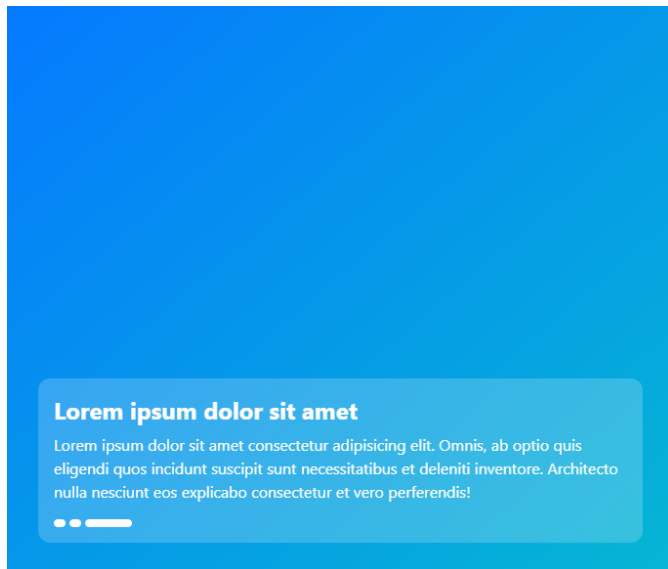 Lorem ipsum dolor sit amet
Lorem ipsum dolor sit amet consectetur adipisicing elit. Omnis, ab optio quis
eligendi quos incidunt suscipit sunt necessitatibus et deleniti inventore. Architecto
nulla nesciunt eos explicabo consectetur et vero perferendis!